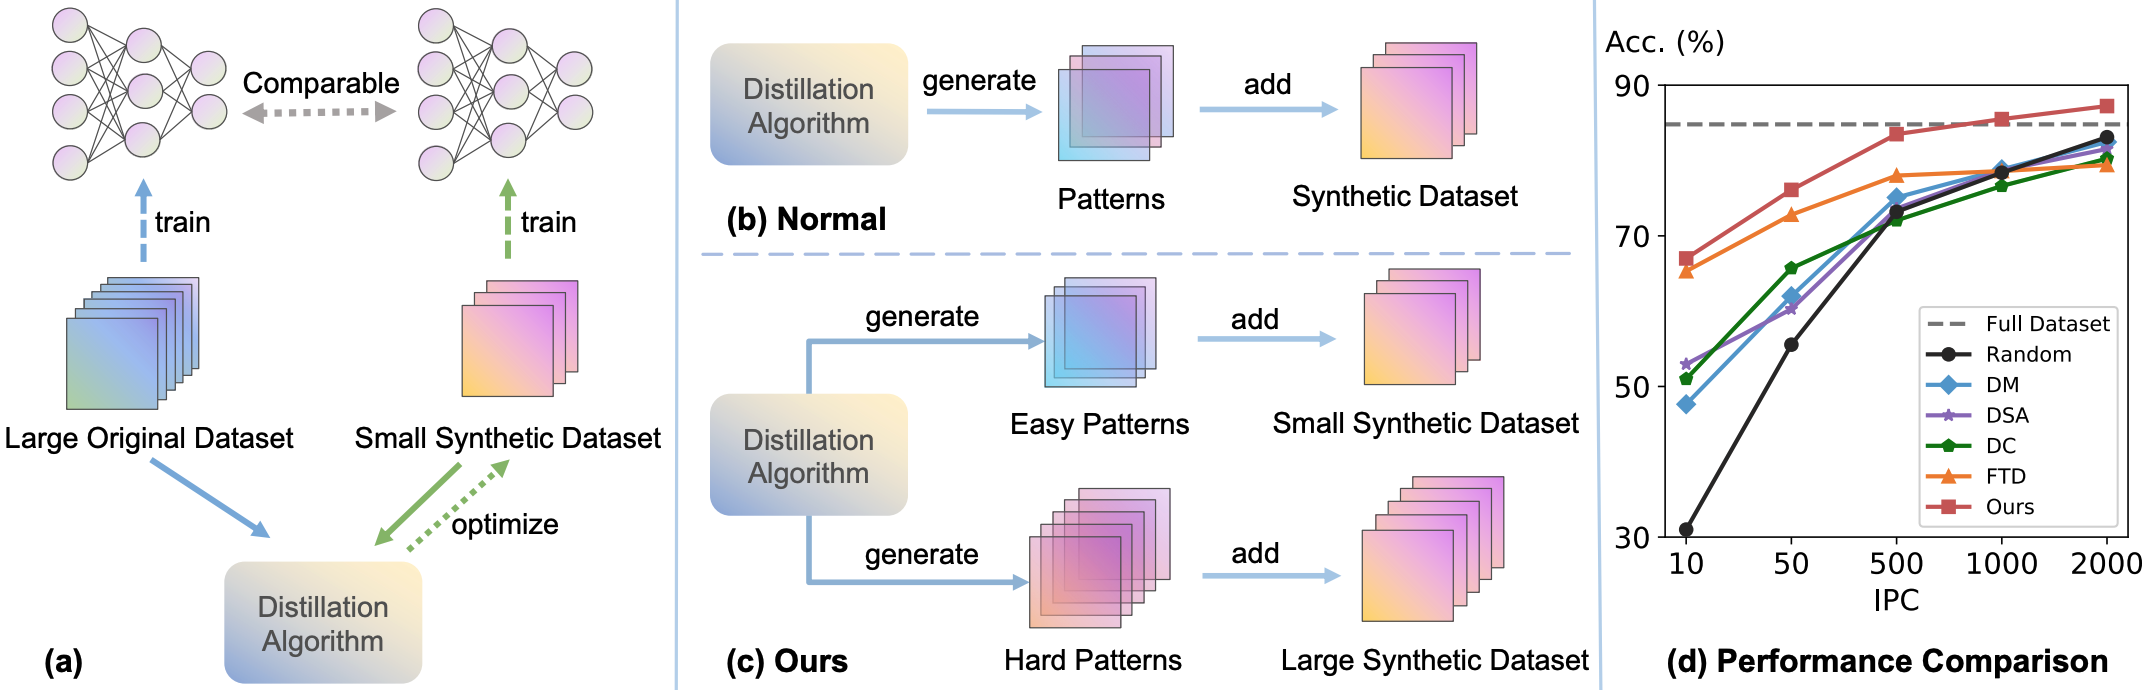 Comparable
train
train
Large Original Dataset
Small Synthetic Dataset
optimize
Distillation
Algorithm
(a)
Distillation
Algorithm
generate
add
Patterns
Synthetic Dataset
(b) Normal
generate
add
Easy Patterns
Small Synthetic Dataset
Distillation
Algorithm
generate
add
Hard Patterns
Large Synthetic Dataset
(c) Ours
Acc. (%)
90
70
50
30
10 50 500 1000 2000
IPC
Full Dataset
Random
DM
DSA
DC
FTD
Ours
(d) Performance Comparison